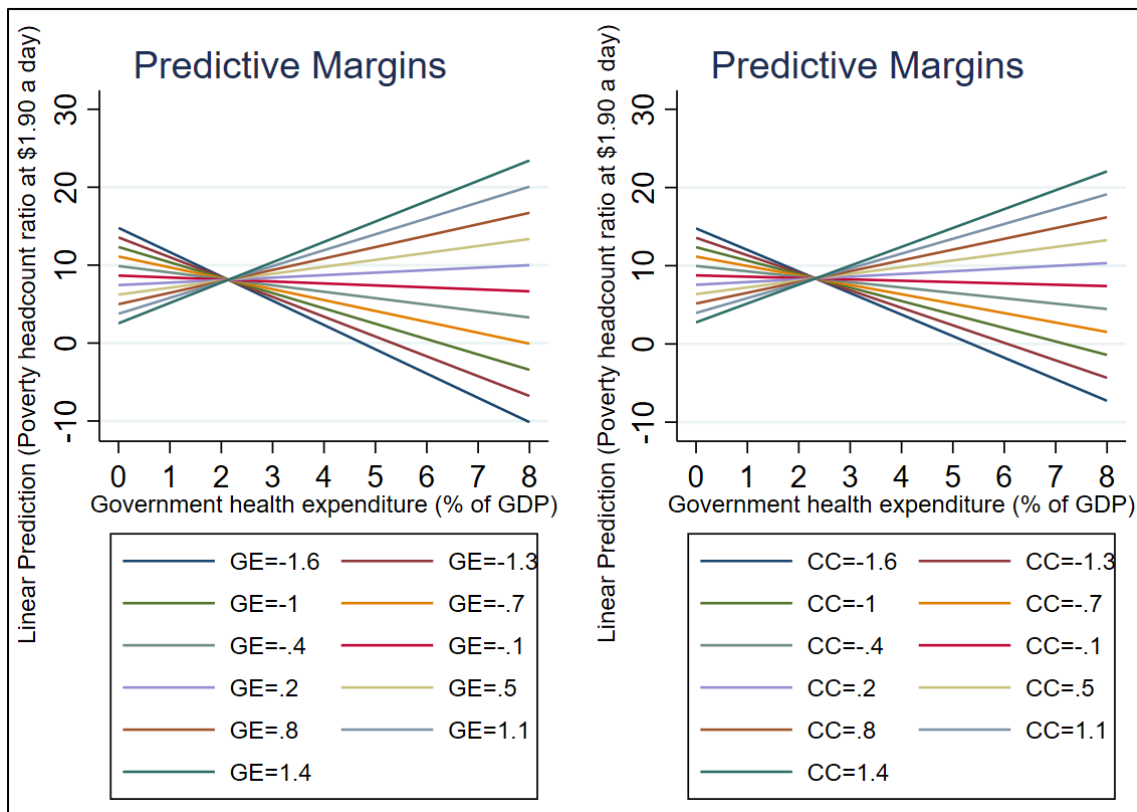 Predictive Margins
Linear Prediction (Poverty headcount ratio at $1.90 a day)
30
20
10
0
-10
0 1 2 3 4 5 6 7 8
Government health expenditure (% of GDP)
GE=-1.6 GE=-1.3
GE=-1 GE=-.7
GE=-.4 GE=-.1
GE=.2 GE=.5
GE=.8 GE=1.1
GE=1.4
Predictive Margins
Linear Prediction (Poverty headcount ratio at $1.90 a day)
30
20
10
0
-10
0 1 2 3 4 5 6 7 8
Government health expenditure (% of GDP)
CC=-1.6 CC=-1.3
CC=-1 CC=-.7
CC=-.4 CC=-.1
CC=.2 CC=.5
CC=.8 CC=1.1
CC=1.4